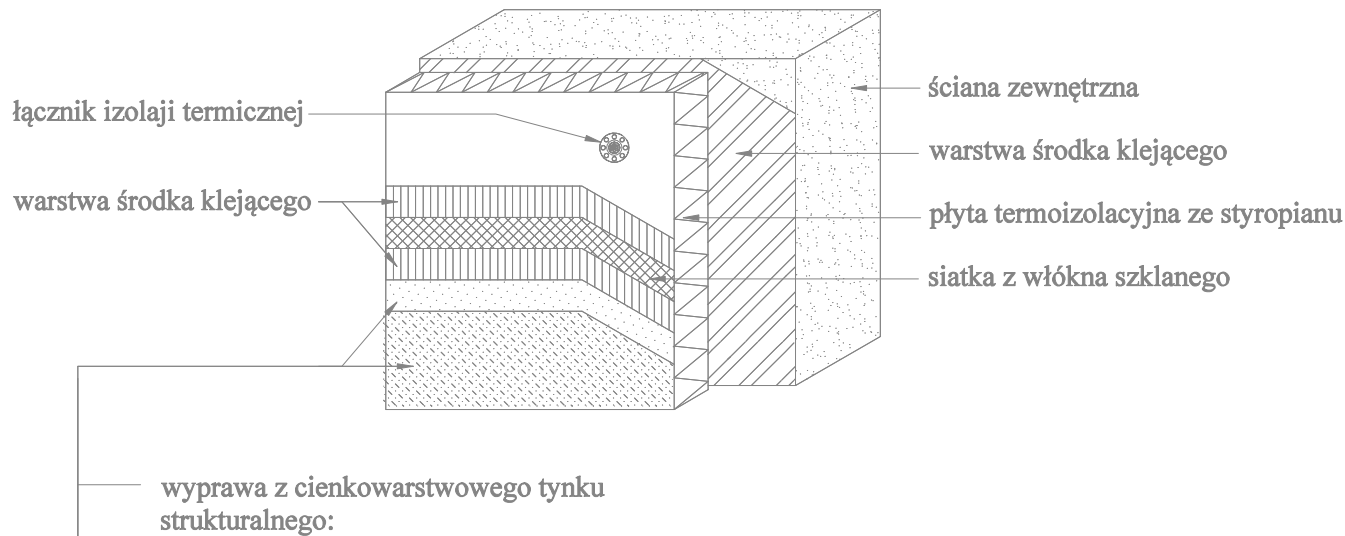 łącznik izolaji termicznej
warstwa środka klejącego
ściana zewnętrzna
warstwa środka klejącego
płyta termoizolacyjna ze styropianu
siatka z włókna szklanego
wyprawa z cienkowarstwowego tynku
strukturalnego: